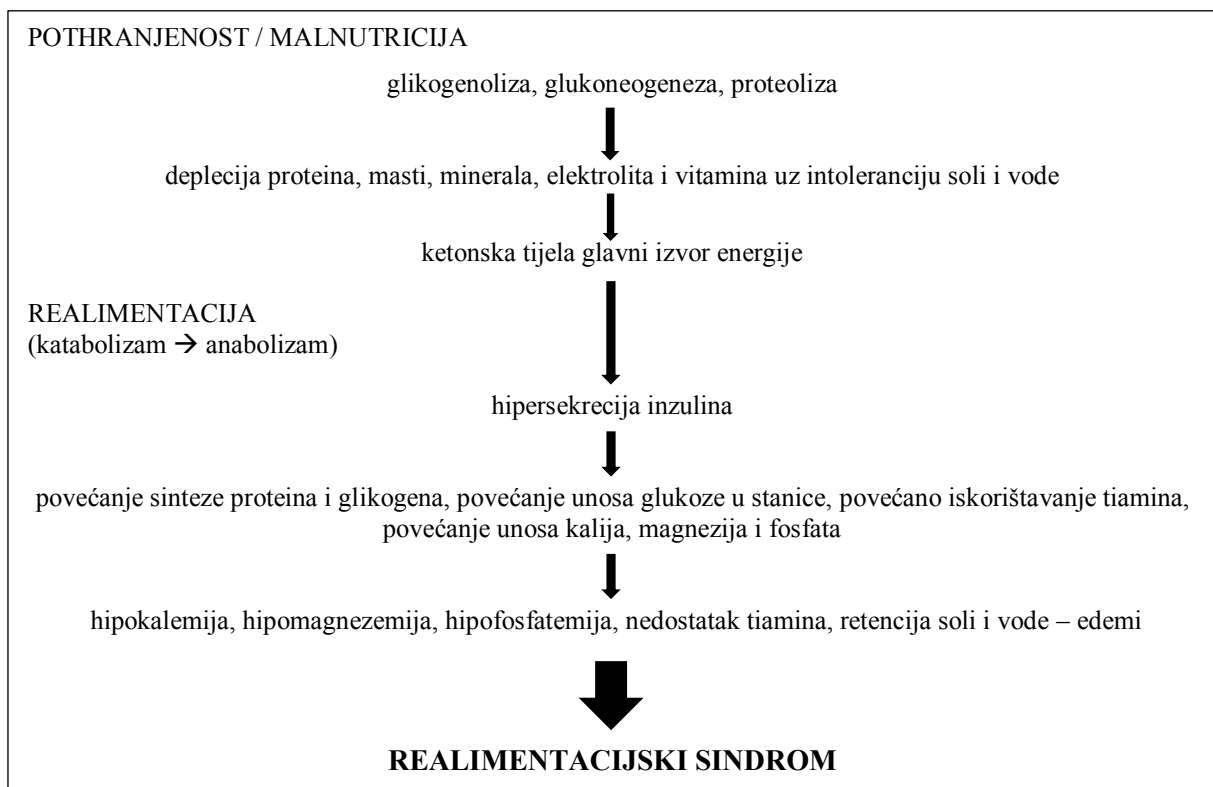 POTHRANJENOST / MALNUTRICIJA
glikogenoliza, glukoneogeneza, proteoliza
deplecija proteina, masti, minerala, elektrolita i vitamina uz intoleranciju soli i vode
ketonska tijela glavni izvor energije
REALIMENTACIJA
(katabolizam → anabolizam)
hipersekrecija inzulina
povećanje sinteze proteina i glikogena, povećanje unosa glukoze u stanice, povećano iskorištavanje tiamina,
povećanje unosa kalija, magnezija i fosfata
hipokalemija, hipomagnezemija, hipofosfatemija, nedostatak tiamina, retencija soli i vode – edemi
REALIMENTACIJSKI SINDROM